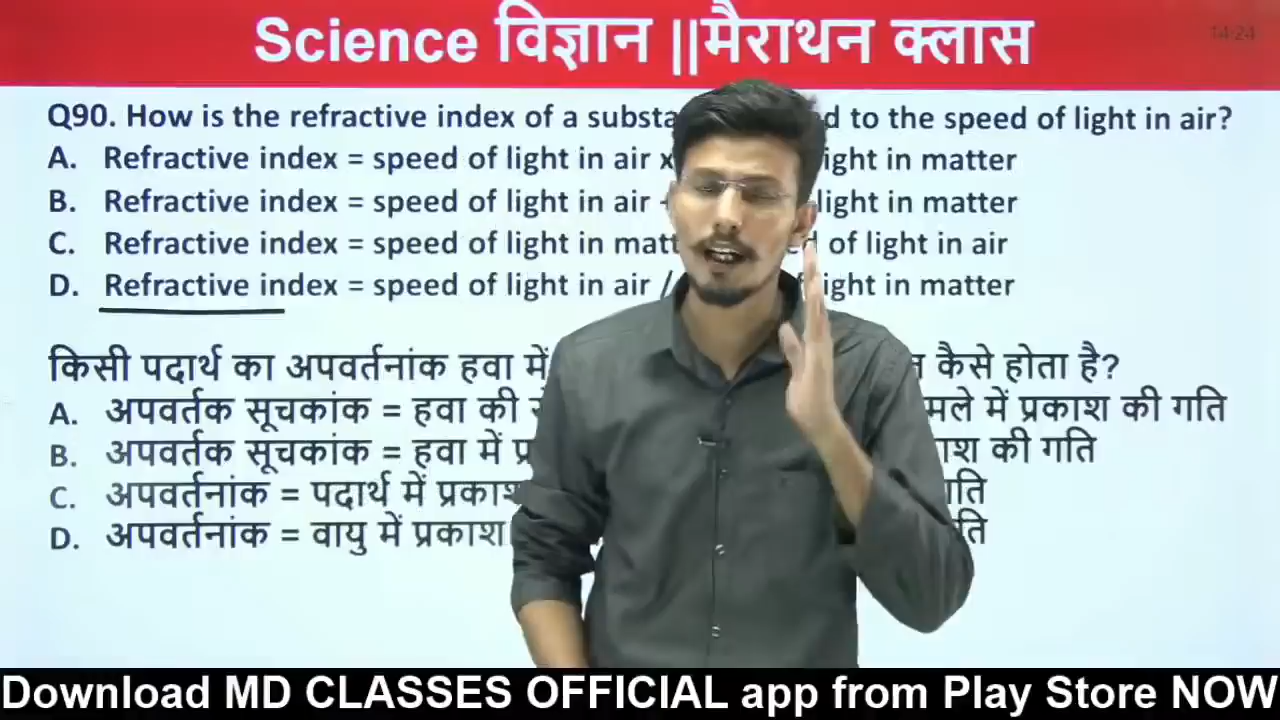 Science विज्ञान ||मैराथन क्लास
14:24
Q90. How is the refractive index of a substa d to the speed of light in air?
A. Refractive index = speed of light in air x ight in matter
B. Refractive index = speed of light in air light in matter
C. Refractive index = speed of light in matt d of light in air
D. Refractive index = speed of light in air / ight in matter
किसी पदार्थ का अपवर्तनांक हवा में कैसे होता है?
A. अपवर्तक सूचकांक = हवा की मले में प्रकाश की गति
B. अपवर्तक सूचकांक = हवा में प्र ाश की गति
C. अपवर्तनांक = पदार्थ में प्रकाश गति
D. अपवर्तनांक = वायु में प्रकाश ति
Download MD CLASSES OFFICIAL app from Play Store NOW